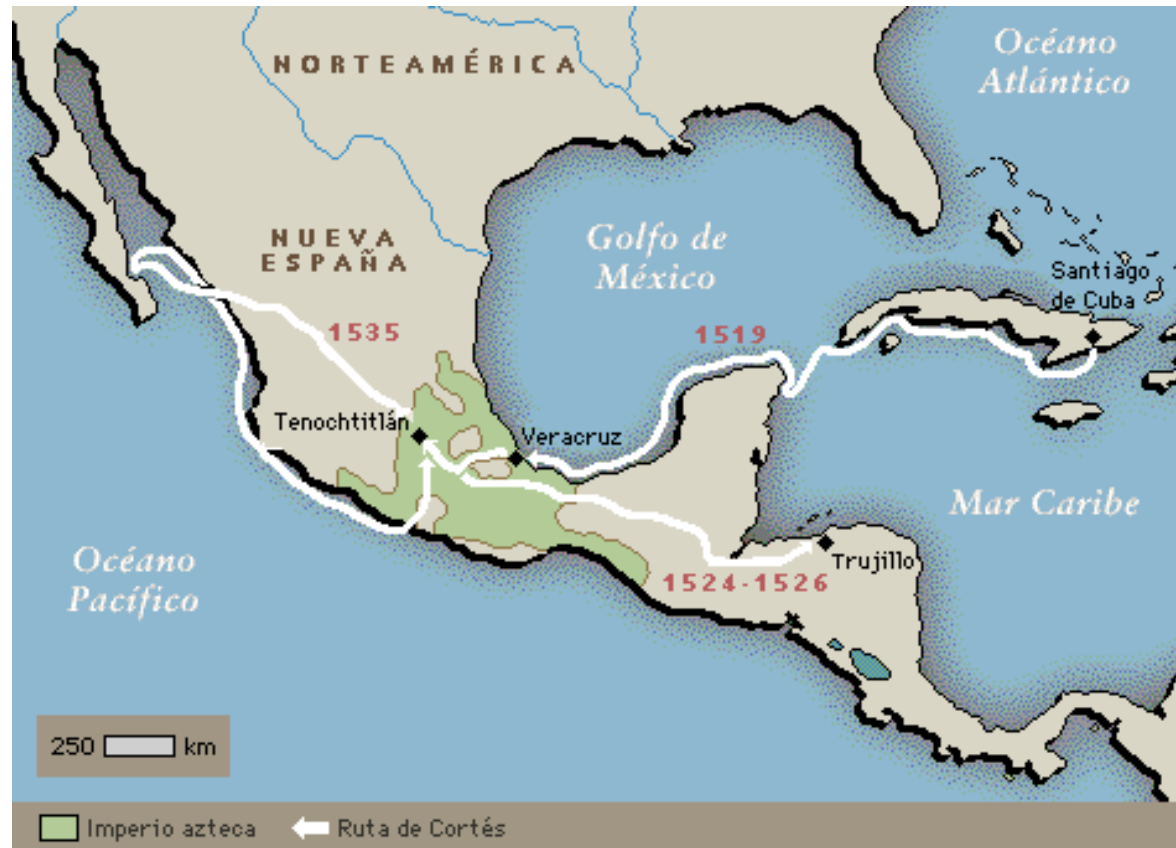 NORTEAMÉRICA
Océano
Atlántico
NUEVA
ESPAÑA
Golfo de
México
Santiago
de Cuba
1535
1519
Tenochtitlán
Veracruz
Mar Caribe
Océano
Pacífico
Trujillo
1524-1526
250 km
Imperio azteca
Ruta de Cortés